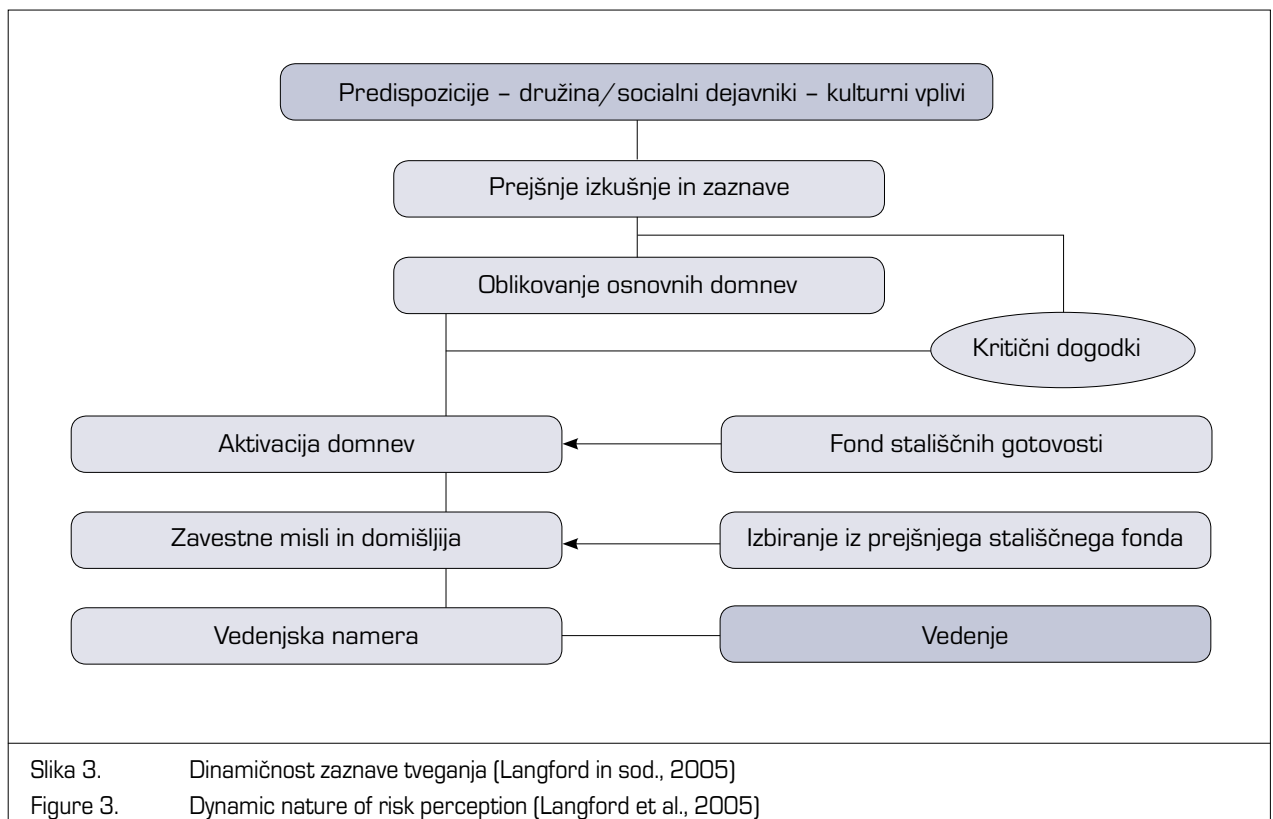 Predispozicije – družina/socialni dejavniki – kulturni vplivi
Prejšnje izkušnje in zaznave
Oblikovanje osnovnih domnev
Kritični dogodki
Aktivacija domnev
Fond stališčnih gotovosti
Zavestne misli in domišljija
Izbiranje iz prejšnjega stališčnega fonda
Vedenjska namera
Vedenje
Slika 3. Dinamičnost zaznave tveganja (Langford in sod., 2005)
Figure 3. Dynamic nature of risk perception (Langford et al., 2005)